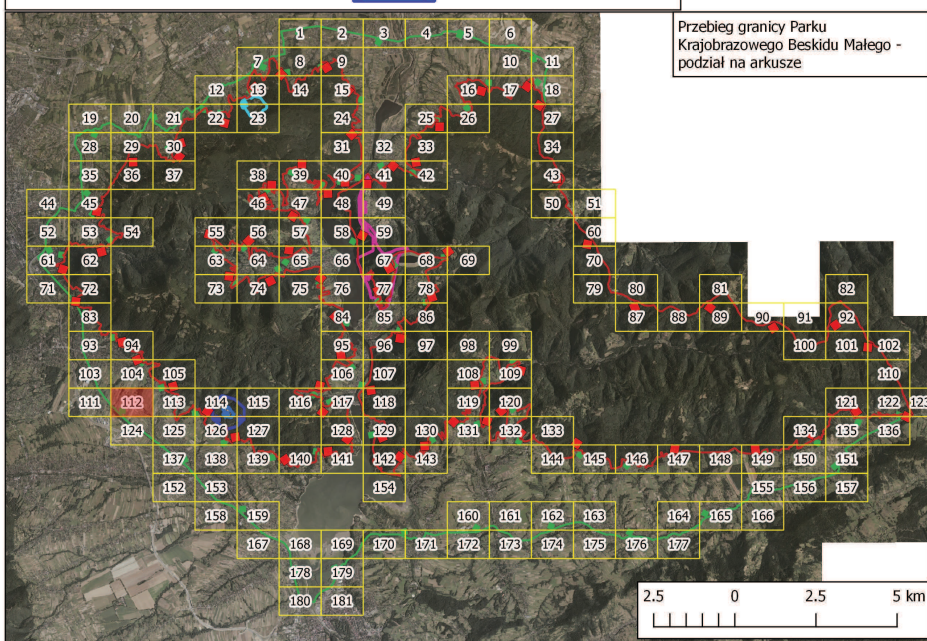 Przebieg granicy Parku
Krajobrazowego Beskidu Małego -
podział na arkusze
1 2 3 4 5 6
7 8 9 10 11
12 13 14 15 16 17 18
19 20 21 22 23 24 25 26 27
28 29 30 31 32 33 34
35 36 37 38 39 40 41 42 43
44 45 46 47 48 49 50 51
52 53 54 55 56 57 58 59 60
61 62 63 64 65 66 67 68 69 70
71 72 73 74 75 76 77 78 79 80 81 82
83 84 85 86 87 88 89 90 91 92
93 94 95 96 97 98 99 100 101 102
103 104 105 106 107 108 109 110
111 112 113 114 115 116 117 118 119 120 121 122 123
124 125 126 127 128 129 130 131 132 133 134 135 136
137 138 139 140 141 142 143 144 145 146 147 148 149 150 151
152 153 154 155 156 157
158 159 160 161 162 163 164 165 166
167 168 169 170 171 172 173 174 175 176 177
178 179
180 181
2.5 0 2.5 5 km